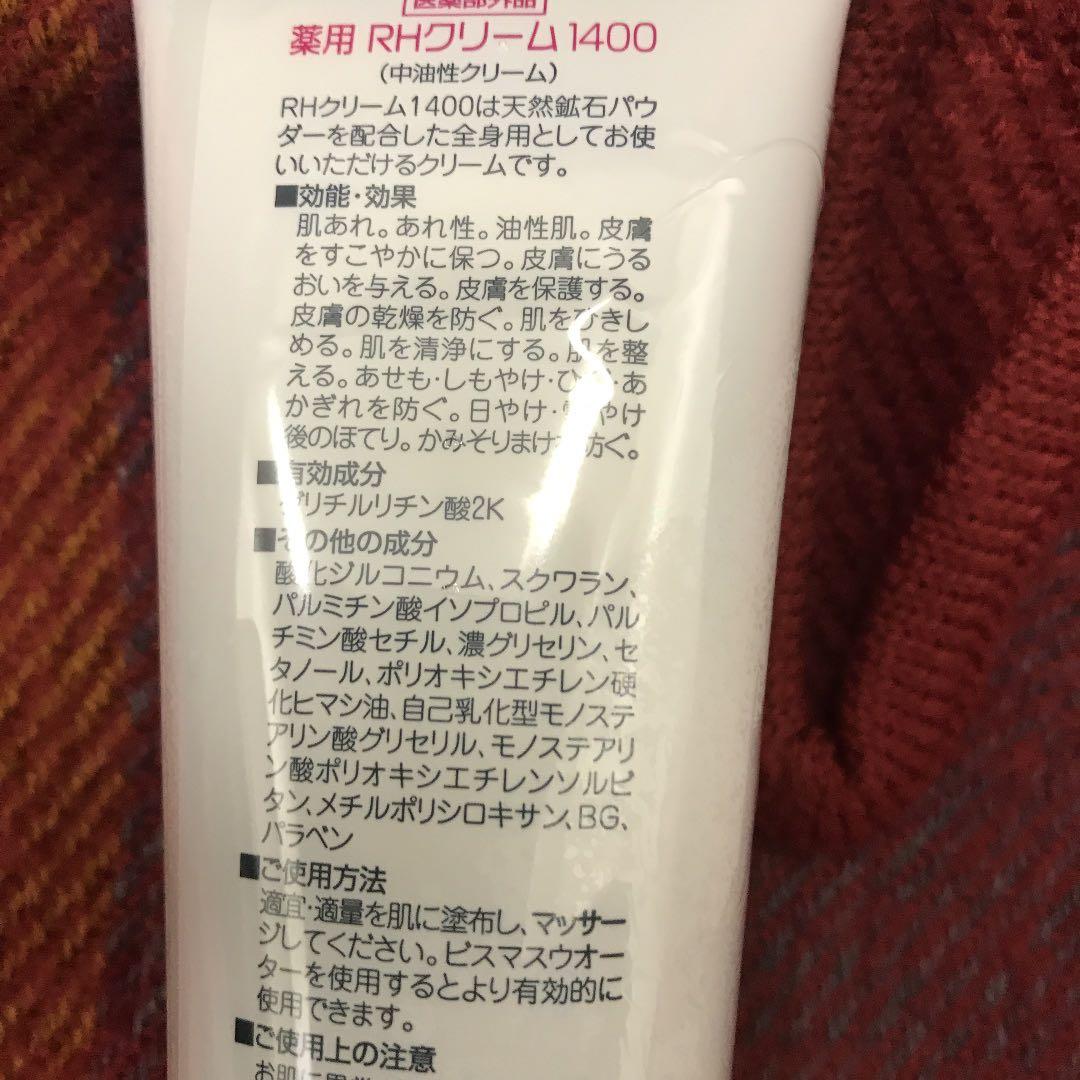 医薬部外品
薬用 RHクリーム1400
(中油性クリーム)
RHクリーム1400は天然鉱石パウ
ダーを配合した全身用としてお使
いいただけるクリームです。
■効能・効果
肌あれ。あれ性。油性肌。皮膚
をすこやかに保つ。皮膚にうる
おいを与える。皮膚を保護する。
皮膚の乾燥を防ぐ。肌をひきし
める。肌を清浄にする。肌を整
える。あせも・しもやけ・ひ・あ
かぎれを防ぐ。日やけ・雪やけ
後のほてり。かみそりまけを防ぐ。
■有効成分
グリチルリチン酸2K
■その他の成分
酸化ジルコニウム、スクワラン、
パルミチン酸イソプロピル、パル
チミン酸セチル、濃グリセリン、セ
タノール、ポリオキシエチレン硬
化ヒマシ油、自己乳化型モノステ
アリン酸グリセリル、モノステアリ
ン酸ポリオキシエチレンソルビ
タン、メチルポリシロキサン、BG、
パラベン
■ご使用方法
適宜・適量を肌に塗布し、マッサー
ジしてください。ビスマスウオー
ターを使用するとより有効的に
使用できます。
■ご使用上の注意
お肌に